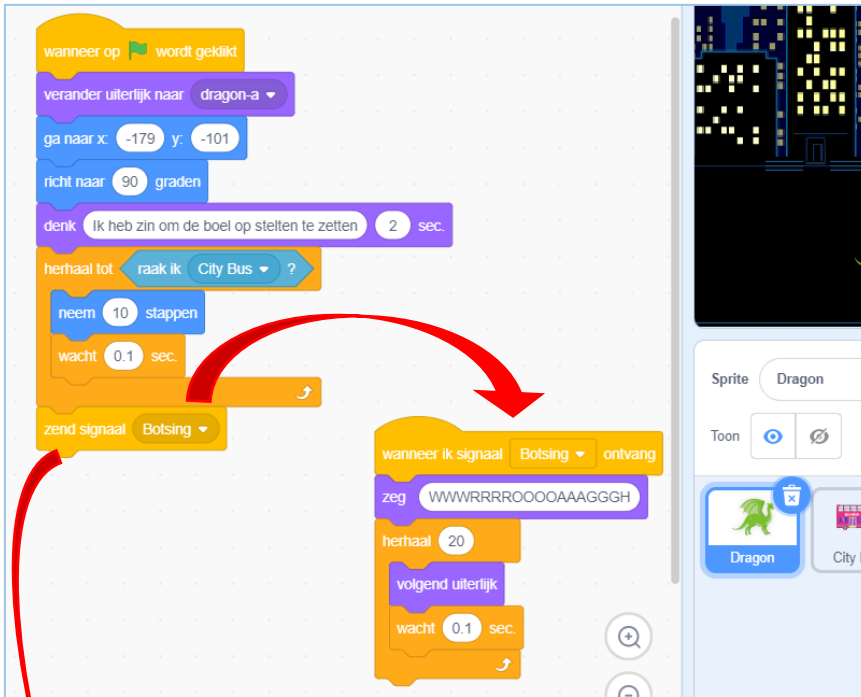 wanneer op wordt geklikt
verander uiterlijk naar dragon-a
ga naar x: -179 y: -101
richt naar 90 graden
denk Ik heb zin om de boel op stelten te zetten 2 sec.
herhaal tot raak ik City Bus ?
neem 10 stappen
wacht 0.1 sec.
zend signaal Botsing
wanneer ik signaal Botsing ontvang
zeg WWWRRRROOOOAAAGGGH
herhaal 20
volgend uiterlijk
wacht 0.1 sec.
Sprite Dragon
Toon
Dragon
City